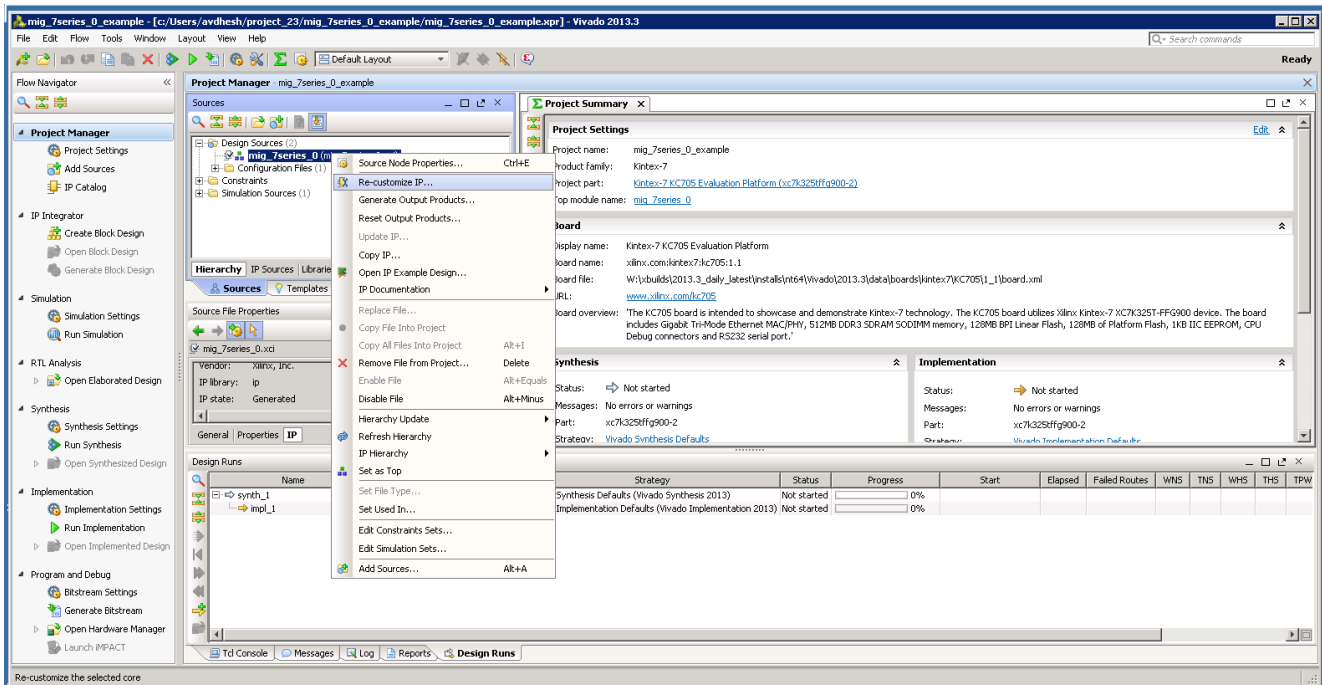 mig_7series_0_example - [c:/Users/avdhesh/project_23/mig_7series_0_example/mig_7series_0_example.xpr] - Vivado 2013.3
File Edit Flow Tools Window Layout View Help
Search commands
Default Layout
Ready
Flow Navigator
Project Manager
Project Settings
Add Sources
IP Catalog
IP Integrator
Create Block Design
Open Block Design
Generate Block Design
Simulation
Simulation Settings
Run Simulation
RTL Analysis
Open Elaborated Design
Synthesis
Synthesis Settings
Run Synthesis
Open Synthesized Design
Implementation
Implementation Settings
Run Implementation
Open Implemented Design
Program and Debug
Bitstream Settings
Generate Bitstream
Open Hardware Manager
Launch iMPACT
Project Manager - mig_7series_0_example
Sources
Design Sources (2)
mig_7series_0
Configuration Files (1)
Constraints
Simulation Sources (1)
Hierarchy IP Sources Librarie
Sources Templates
Source File Properties
mig_7series_0.xci
Vendor: Xilinx, Inc.
IP library: ip
IP state: Generated
General Properties IP
Source Node Properties... Ctrl+E
Re-customize IP...
Generate Output Products...
Reset Output Products...
Update IP...
Copy IP...
Open IP Example Design...
IP Documentation
Replace File...
Copy File Into Project
Copy All Files Into Project Alt+I
Remove File from Project... Delete
Enable File Alt+Equals
Disable File Alt+Minus
Hierarchy Update
Refresh Hierarchy
IP Hierarchy
Set as Top
Set File Type...
Set Used In...
Edit Constraints Sets...
Edit Simulation Sets...
Add Sources... Alt+A
Project Summary
Project Settings Edit
Project name: mig_7series_0_example
Product family: Kintex-7
Project part: Kintex-7 KC705 Evaluation Platform (xc7k325tffg900-2)
Top module name: mig_7series_0
Board
Display name: Kintex-7 KC705 Evaluation Platform
Board name: xilinx.com:kintex7:kc705:1.1
Board file: W:\xbuilds\2013.3_daily_latest\installs\nt64\Vivado\2013.3\data\boards\kintex7\KC705\1_1\board.xml
URL: www.xilinx.com/kc705
Board overview: 'The KC705 board is intended to showcase and demonstrate Kintex-7 technology. The KC705 board utilizes Xilinx Kintex-7 XC7K325T-FFG900 device. The board
includes Gigabit Tri-Mode Ethernet MAC/PHY, 512MB DDR3 SDRAM SODIMM memory, 128MB BPI Linear Flash, 128MB of Platform Flash, 1KB IIC EEPROM, CPU
Debug connectors and RS232 serial port.'
Synthesis
Status: Not started
Messages: No errors or warnings
Part: xc7k325tffg900-2
Strategy: Vivado Synthesis Defaults
Implementation
Status: Not started
Messages: No errors or warnings
Part: xc7k325tffg900-2
Strategy: Vivado Implementation Defaults
Design Runs
Name Strategy Status Progress Start Elapsed Failed Routes WNS TNS WHS THS TPW
synth_1 Synthesis Defaults (Vivado Synthesis 2013) Not started 0%
impl_1 Implementation Defaults (Vivado Implementation 2013) Not started 0%
Tcl Console Messages Log Reports Design Runs
Re-customize the selected core